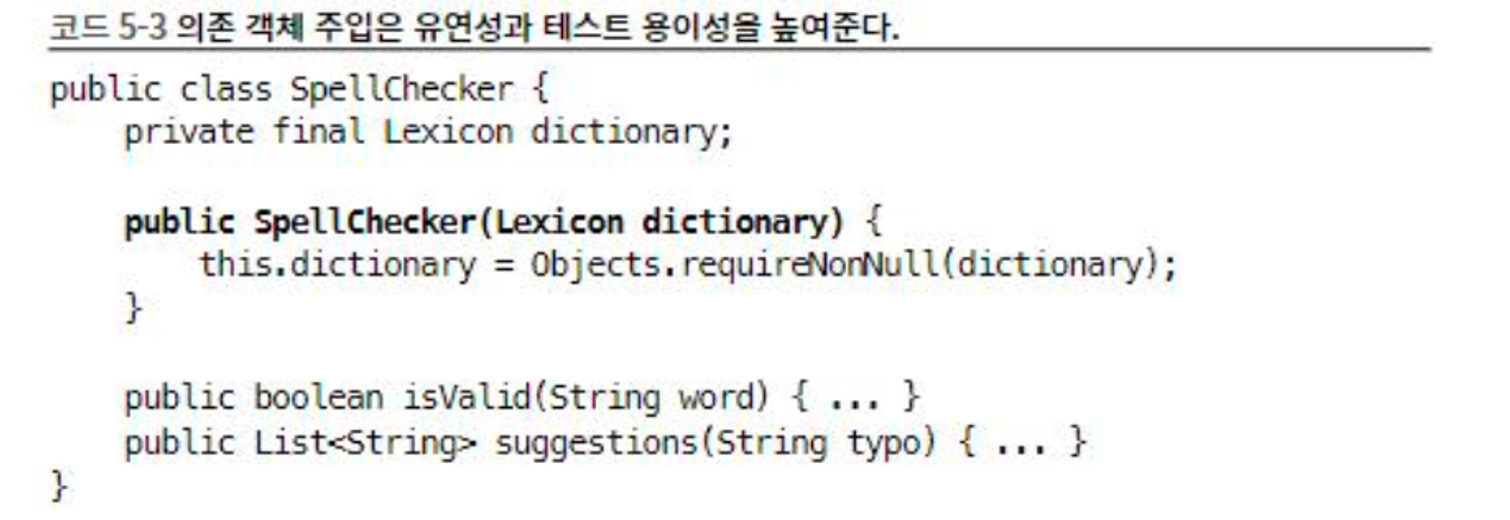 코드 5-3 의존 객체 주입은 유연성과 테스트 용이성을 높여준다.
public class SpellChecker {
    private final Lexicon dictionary;

    public SpellChecker(Lexicon dictionary) {
        this.dictionary = Objects.requireNonNull(dictionary);
    }

    public boolean isValid(String word) { ... }
    public List<String> suggestions(String typo) { ... }
}